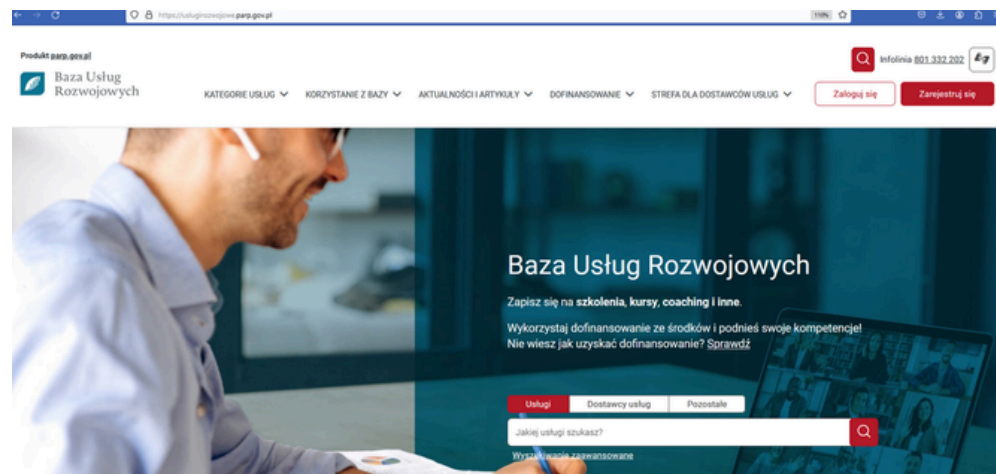 https://uslugirozwojowe.parp.gov.pl
110%
Produkt parp.gov.pl
Baza Usług
Rozwojowych
Infolinia 801 332 202
KATEGORIE USŁUG
KORZYSTANIE Z BAZY
AKTUALNOŚCI I ARTYKUŁY
DOFINANSOWANIE
STREFA DLA DOSTAWCÓW USŁUG
Zaloguj się
Zarejestruj się
Baza Usług Rozwojowych
Zapisz się na szkolenia, kursy, coaching i inne.
Wykorzystaj dofinansowanie ze środków i podnieś swoje kompetencje!
Nie wiesz jak uzyskać dofinansowanie? Sprawdź
Usługi
Dostawcy usług
Pozostałe
Jakiej usługi szukasz?
Wyszukiwanie zaawansowane